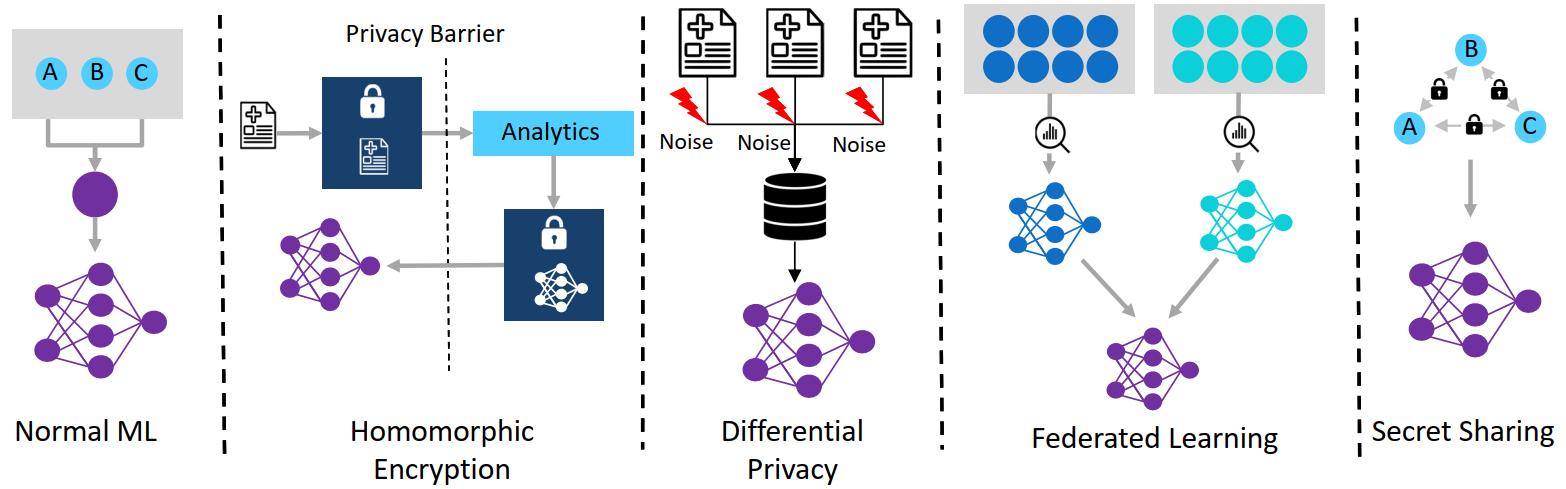 A B C
Normal ML
Privacy Barrier
Analytics
Homomorphic
Encryption
Noise
Noise
Noise
Differential
Privacy
Federated Learning
B
A
C
Secret Sharing